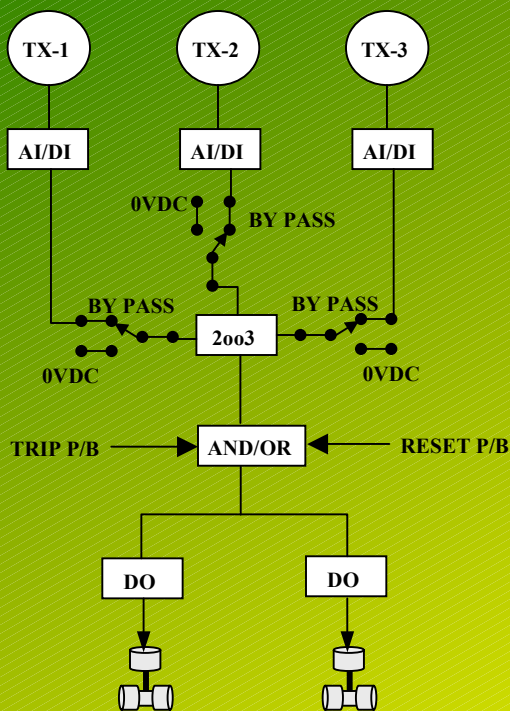 TX-1 TX-2 TX-3
AI/DI AI/DI AI/DI
0VDC
BY PASS
BY PASS BY PASS
2oo3
0VDC 0VDC
TRIP P/B AND/OR RESET P/B
DO DO